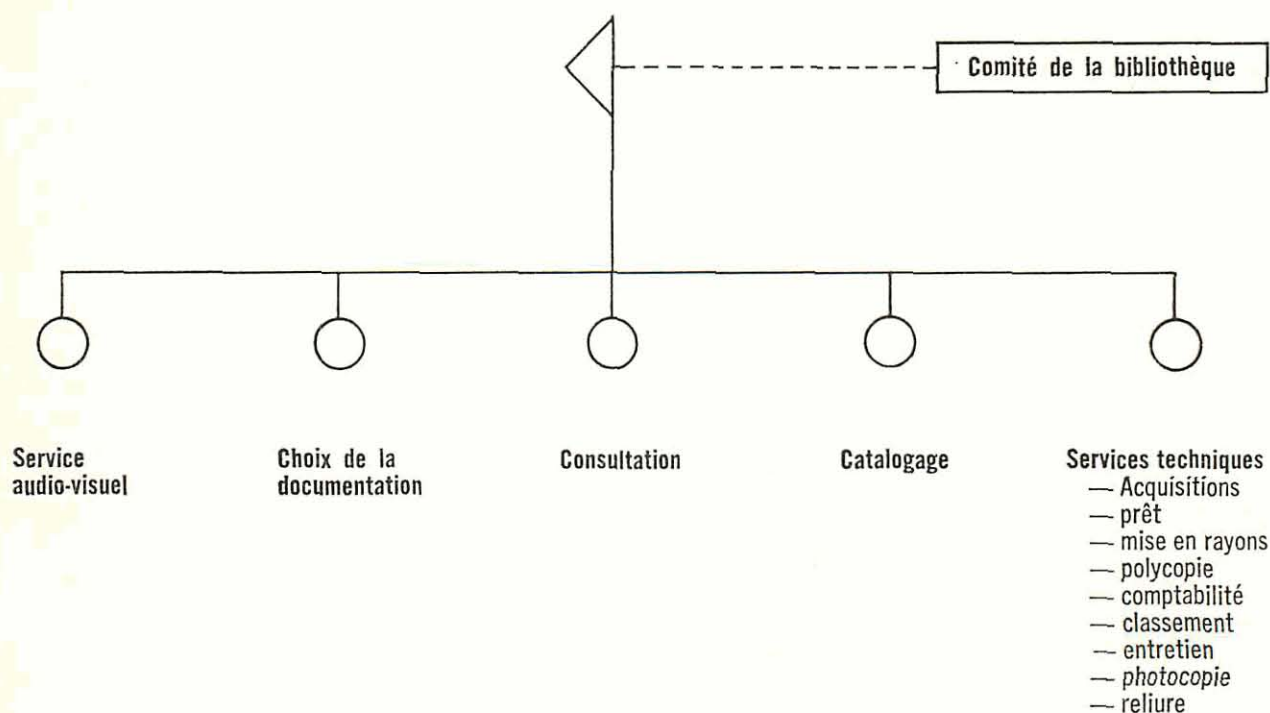 Comité de la bibliothèque
Service
audio-visuel
Choix de la
documentation
Consultation
Catalogage
Services techniques
— Acquisitions
— prêt
— mise en rayons
— polycopie
— comptabilité
— classement
— entretien
— photocopie
— reliure